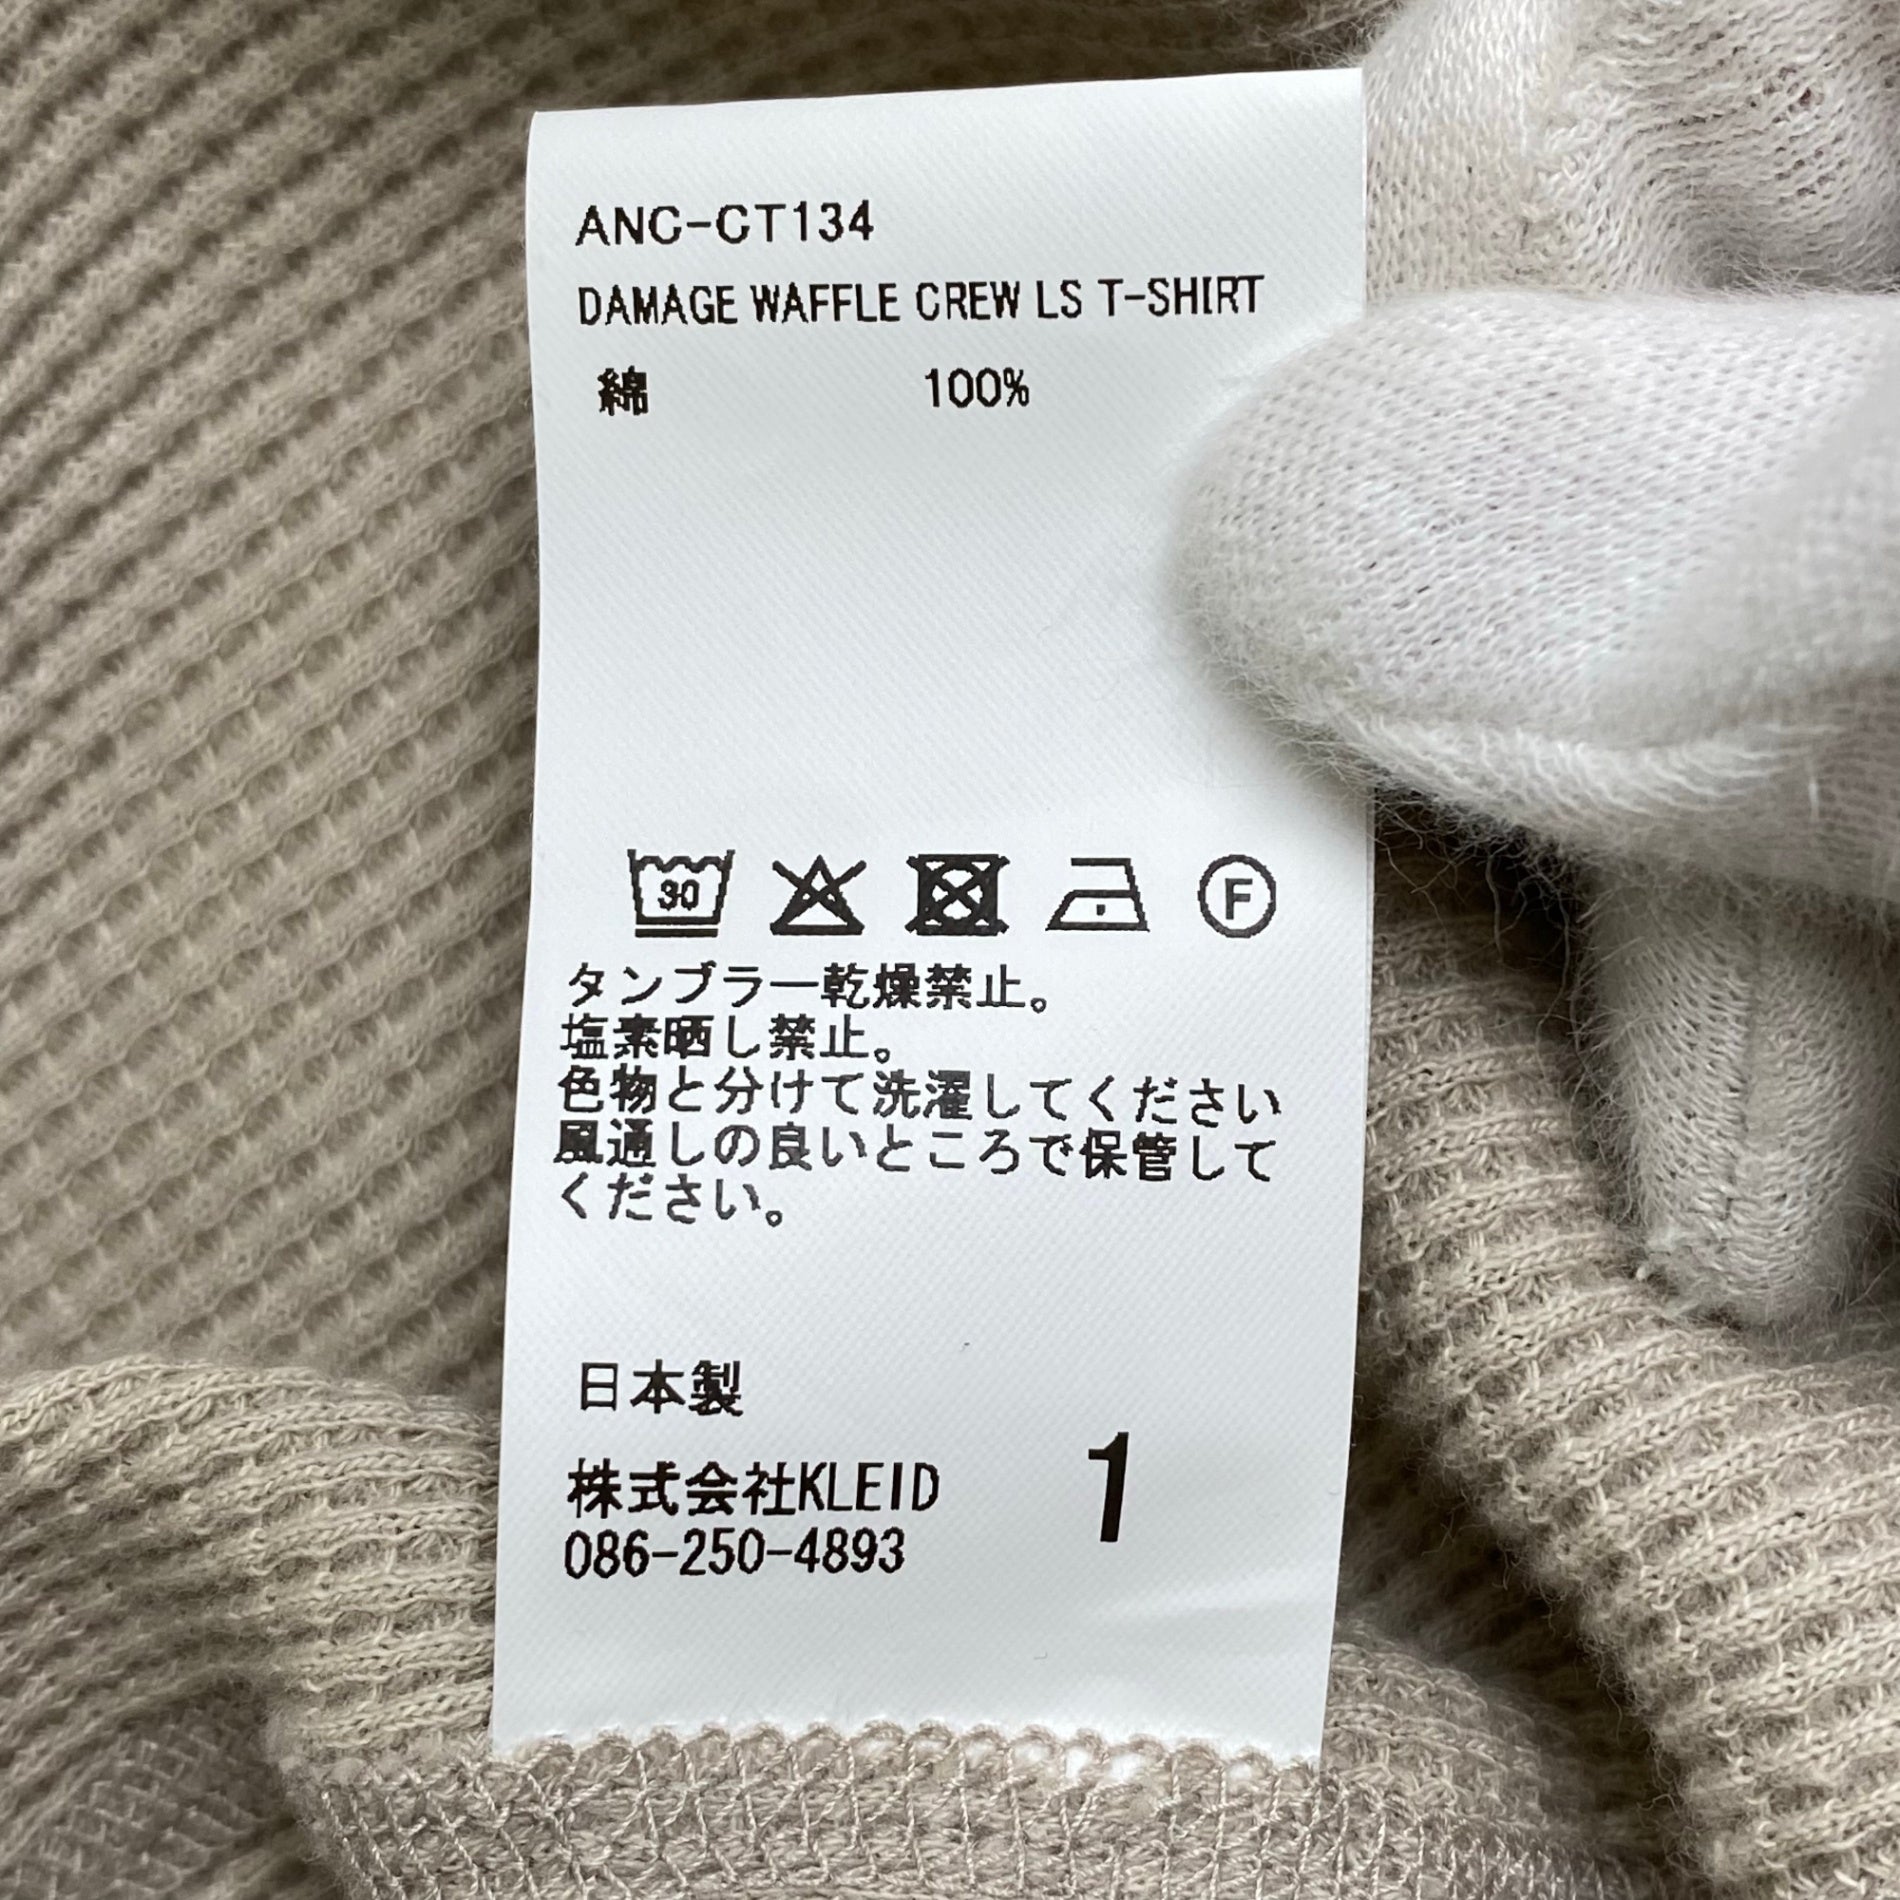 ANC-CT134
DAMAGE WAFFLE CREW LS T-SHIRT
綿 100%
30 F
タンブラー乾燥禁止。
塩素晒し禁止。
色物と分けて洗濯してください
風通しの良いところで保管して
ください。
日本製
株式会社KLEID
086-250-4893
1